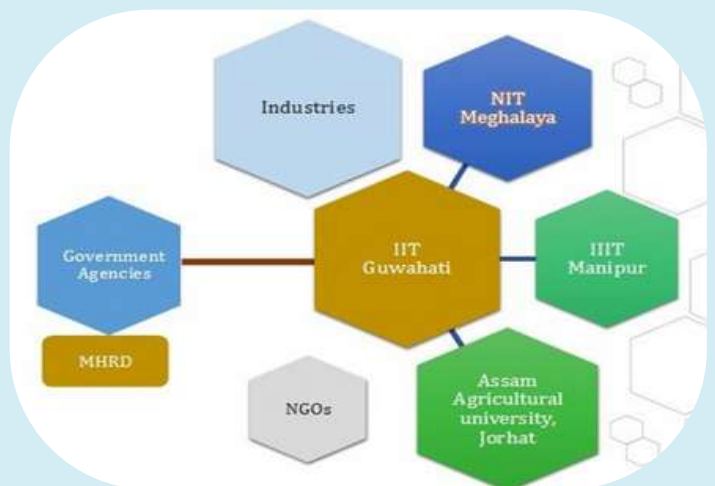 Industries
NIT
Meghalaya
Government
Agencies
IIT
Guwahati
IIIT
Manipur
MHRD
NGOs
Assam
Agricultural
university,
Jorhat